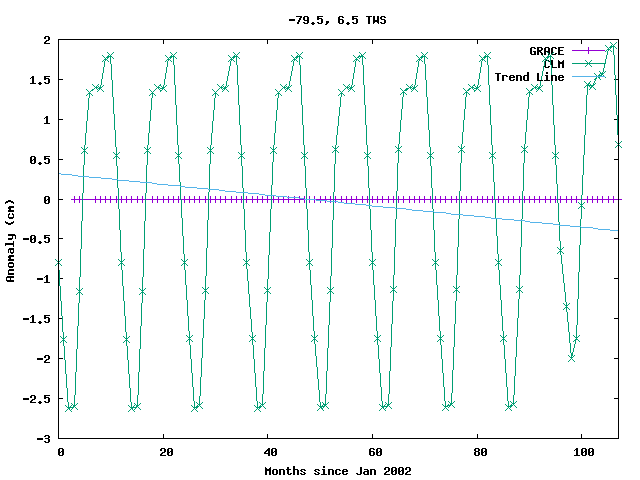 -79.5, 6.5 TWS
GRACE
CLM
Trend Line
2
1.5
1
0.5
0
-0.5
-1
-1.5
-2
-2.5
-3
Anomaly (cm)
0 20 40 60 80 100
Months since Jan 2002